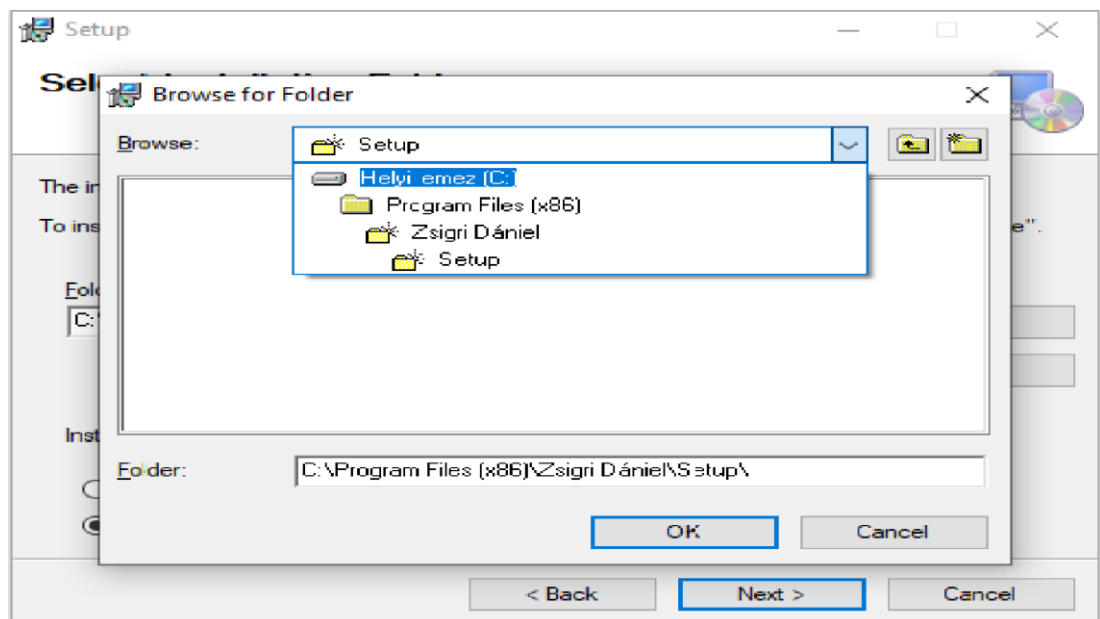 Setup
Sel
Browse for Folder
Browse:
Setup
Helyi lemez (C:)
Program Files (x86)
Zsigri Dániel
Setup
The in
To ins
e".
Fold
C:\
Inst
Folder:
C:\Program Files (x86)\Zsigri Dániel\Setup\
OK
Cancel
< Back
Next >
Cancel